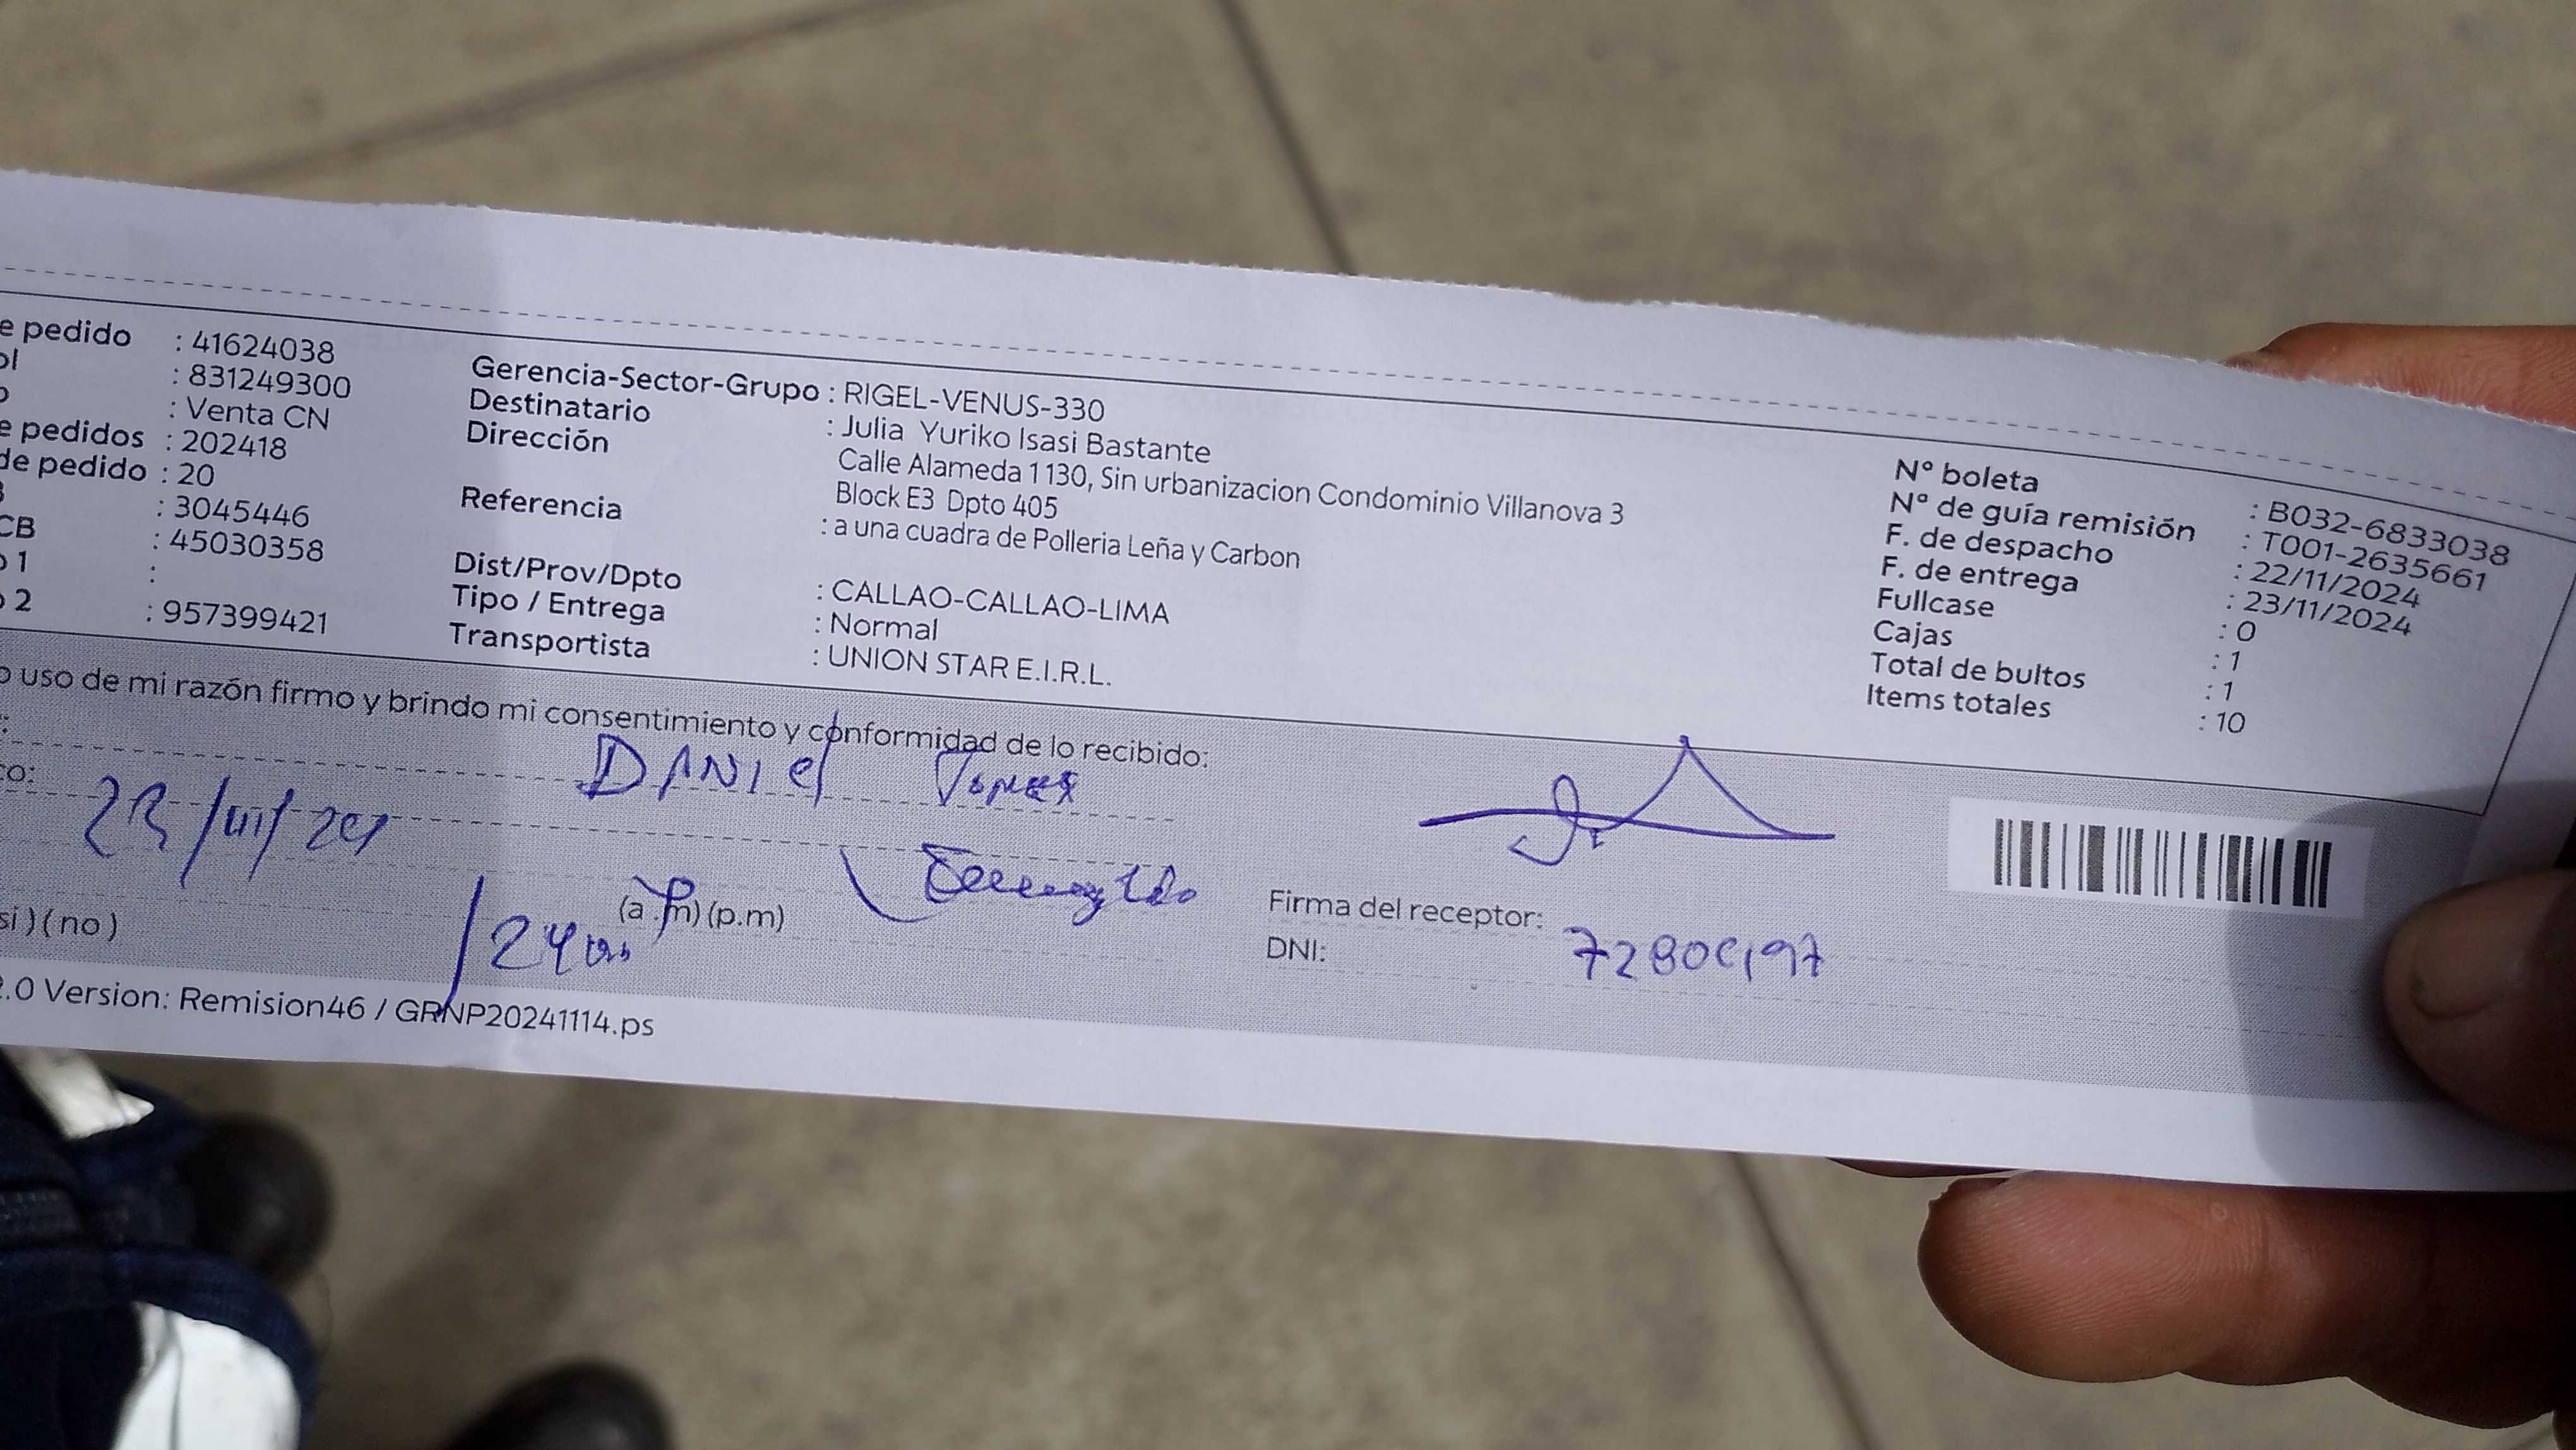 e pedido : 41624038
ol : 831249300
o : Venta CN
e pedidos : 202418
de pedido : 20
: 3045446
CB : 45030358
o 1 :
o 2 : 957399421
Gerencia-Sector-Grupo : RIGEL-VENUS-330
Destinatario : Julia Yuriko Isasi Bastante
Dirección Calle Alameda 1130, Sin urbanizacion Condominio Villanova 3
Block E3 Dpto 405
Referencia : a una cuadra de Polleria Leña y Carbon
Dist/Prov/Dpto : CALLAO-CALLAO-LIMA
Tipo / Entrega : Normal
Transportista : UNION STAR E.I.R.L.
N° boleta : B032-6833038
N° de guía remisión : T001-2635661
F. de despacho : 22/11/2024
F. de entrega : 23/11/2024
Fullcase : 0
Cajas : 1
Total de bultos : 1
Items totales : 10
o uso de mi razón firmo y brindo mi consentimiento y conformidad de lo recibido:
DANIel
co:
(a.m) (p.m)
sí ) ( no )
Firma del receptor:
DNI:
2.0 Version: Remision46 / GRNP20241114.ps